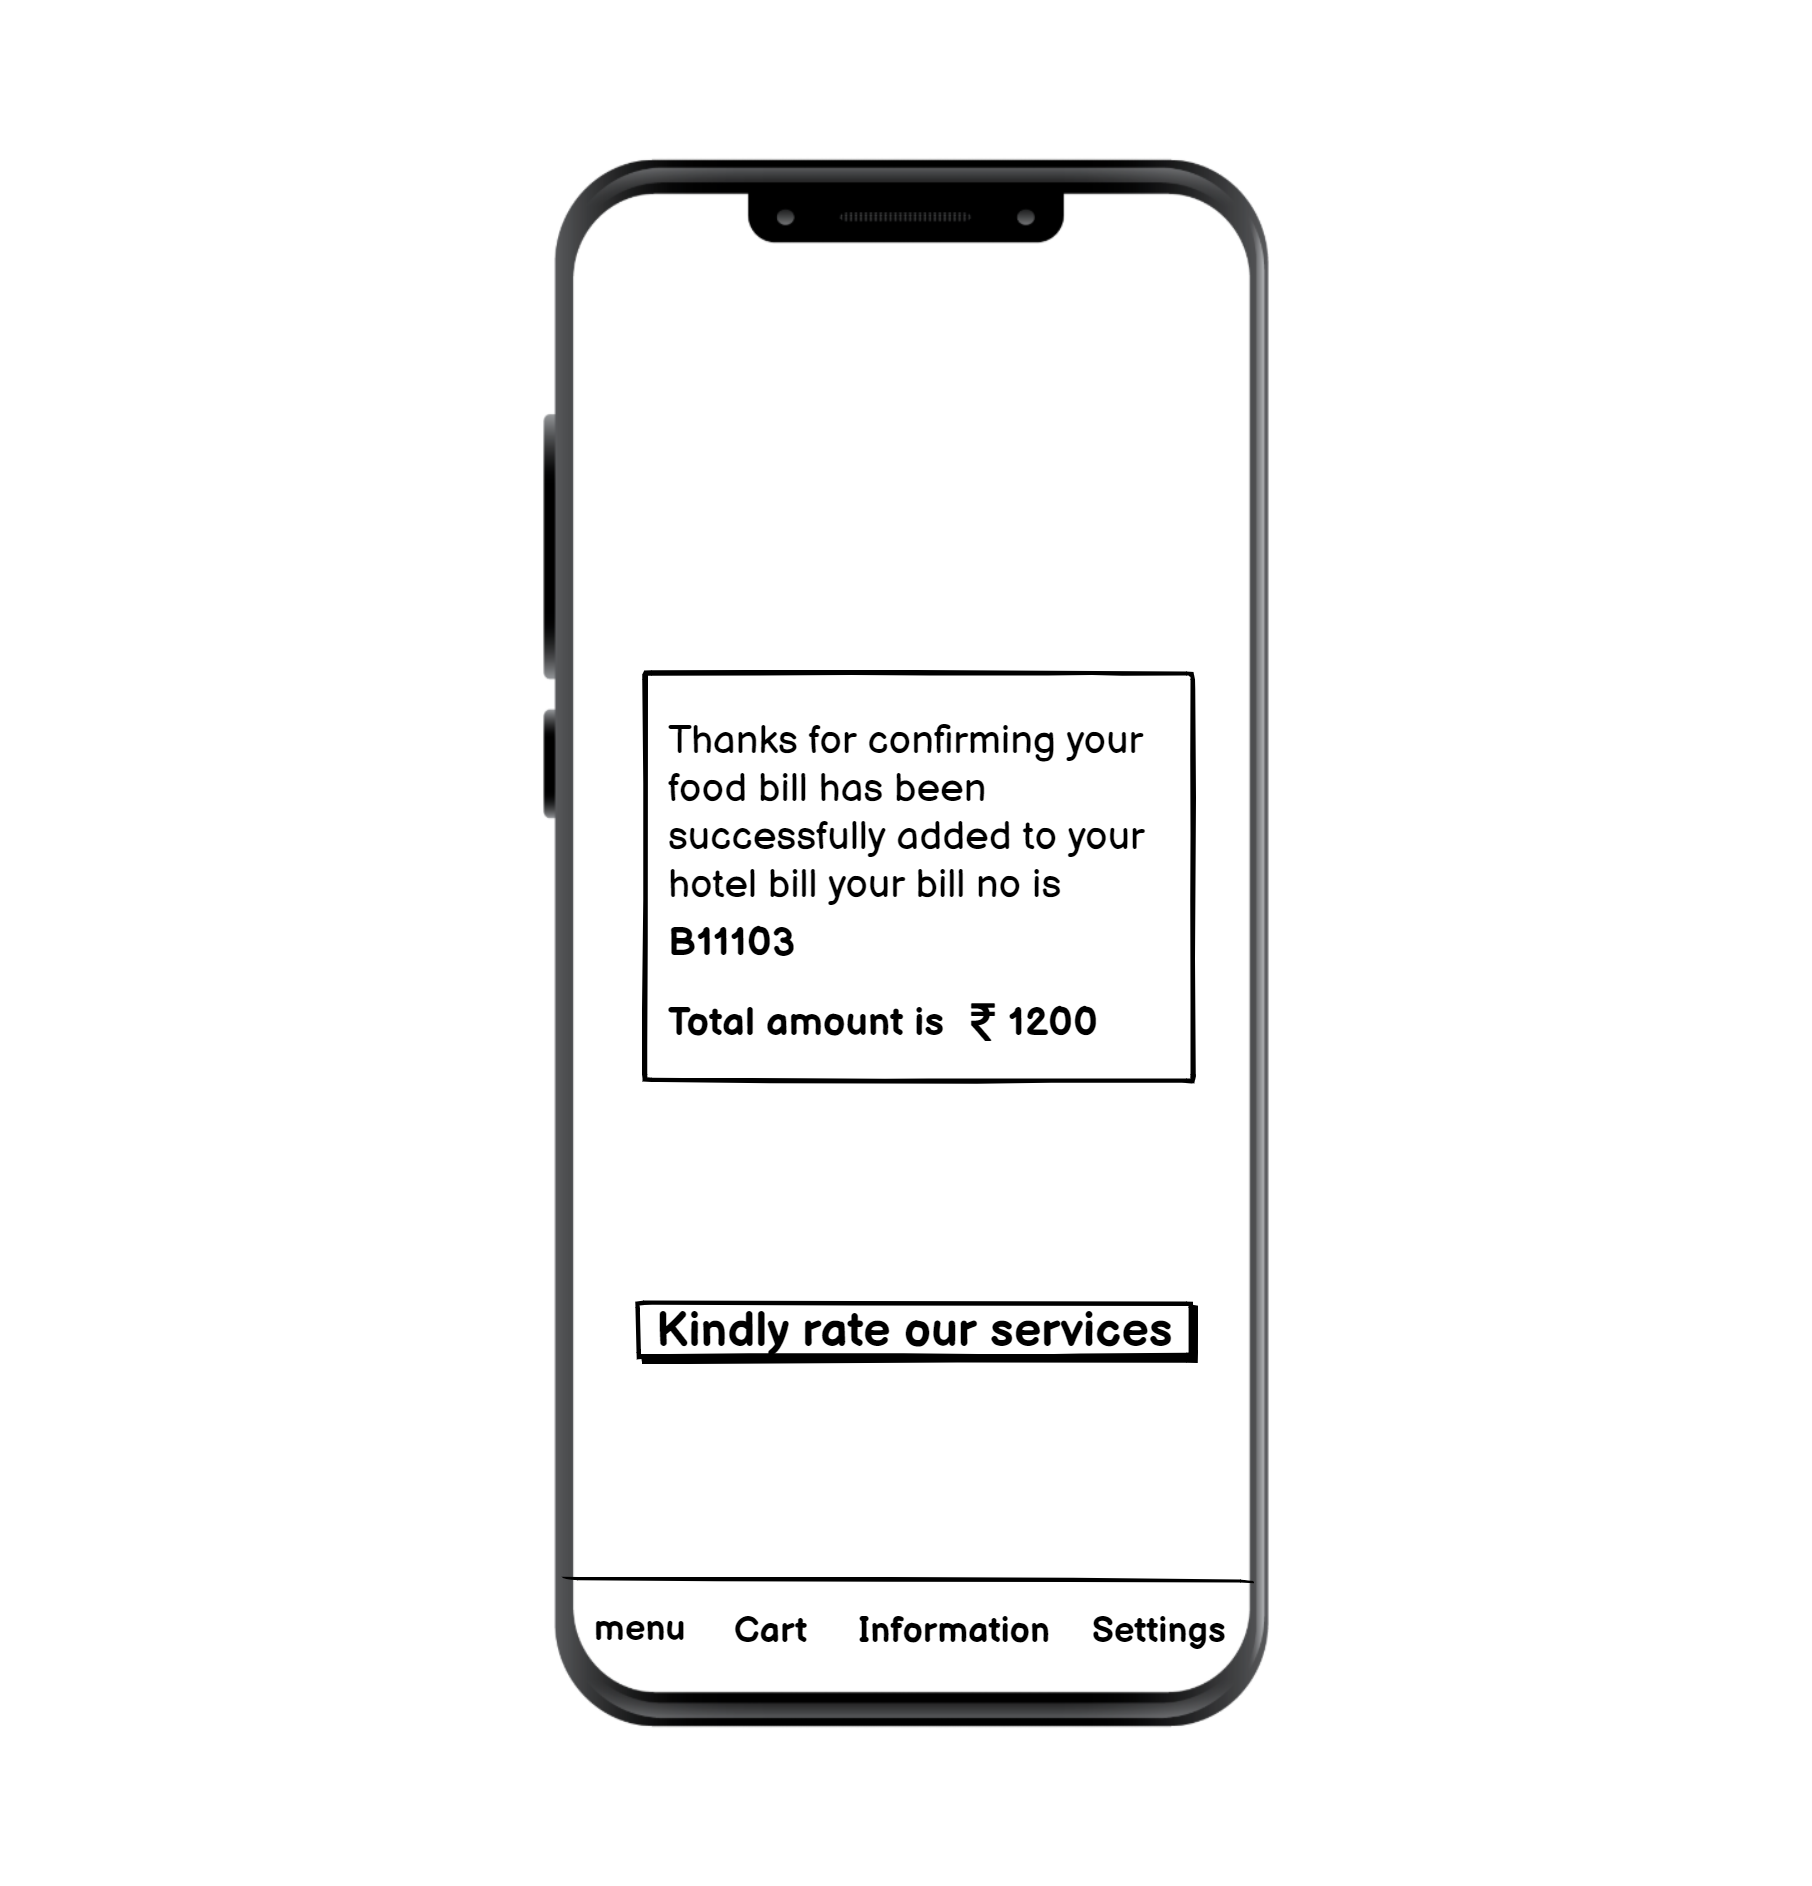 Thanks for confirming your
food bill has been
successfully added to your
hotel bill your bill no is
B11103
Total amount is ₹ 1200
Kindly rate our services
menu Cart Information Settings